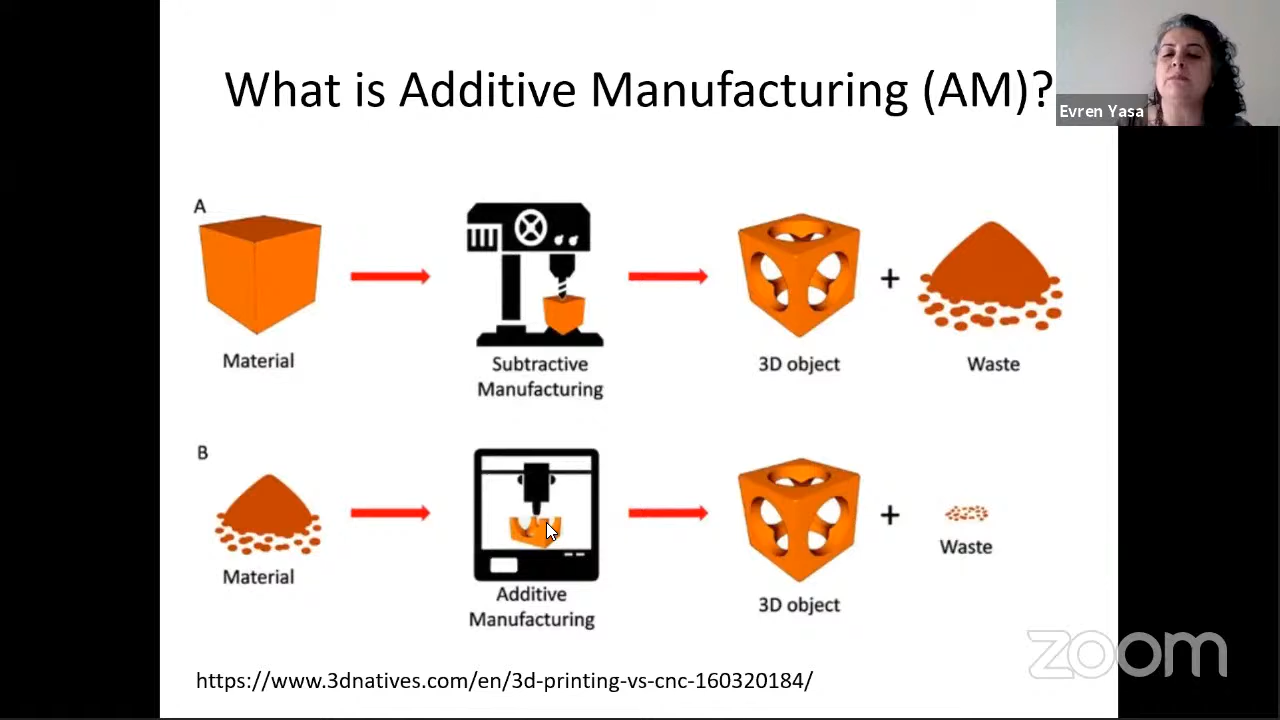 What is Additive Manufacturing (AM)?
Evren Yasa
A
Material
Subtractive
Manufacturing
3D object
+
Waste
B
Material
Additive
Manufacturing
3D object
+
Waste
https://www.3dnatives.com/en/3d-printing-vs-cnc-160320184/
zoom